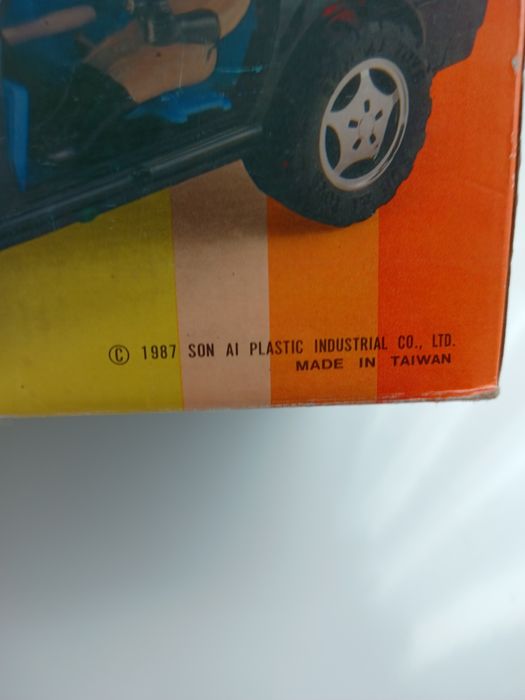 © 1987 SON AI PLASTIC INDUSTRIAL CO., LTD.
MADE IN TAIWAN